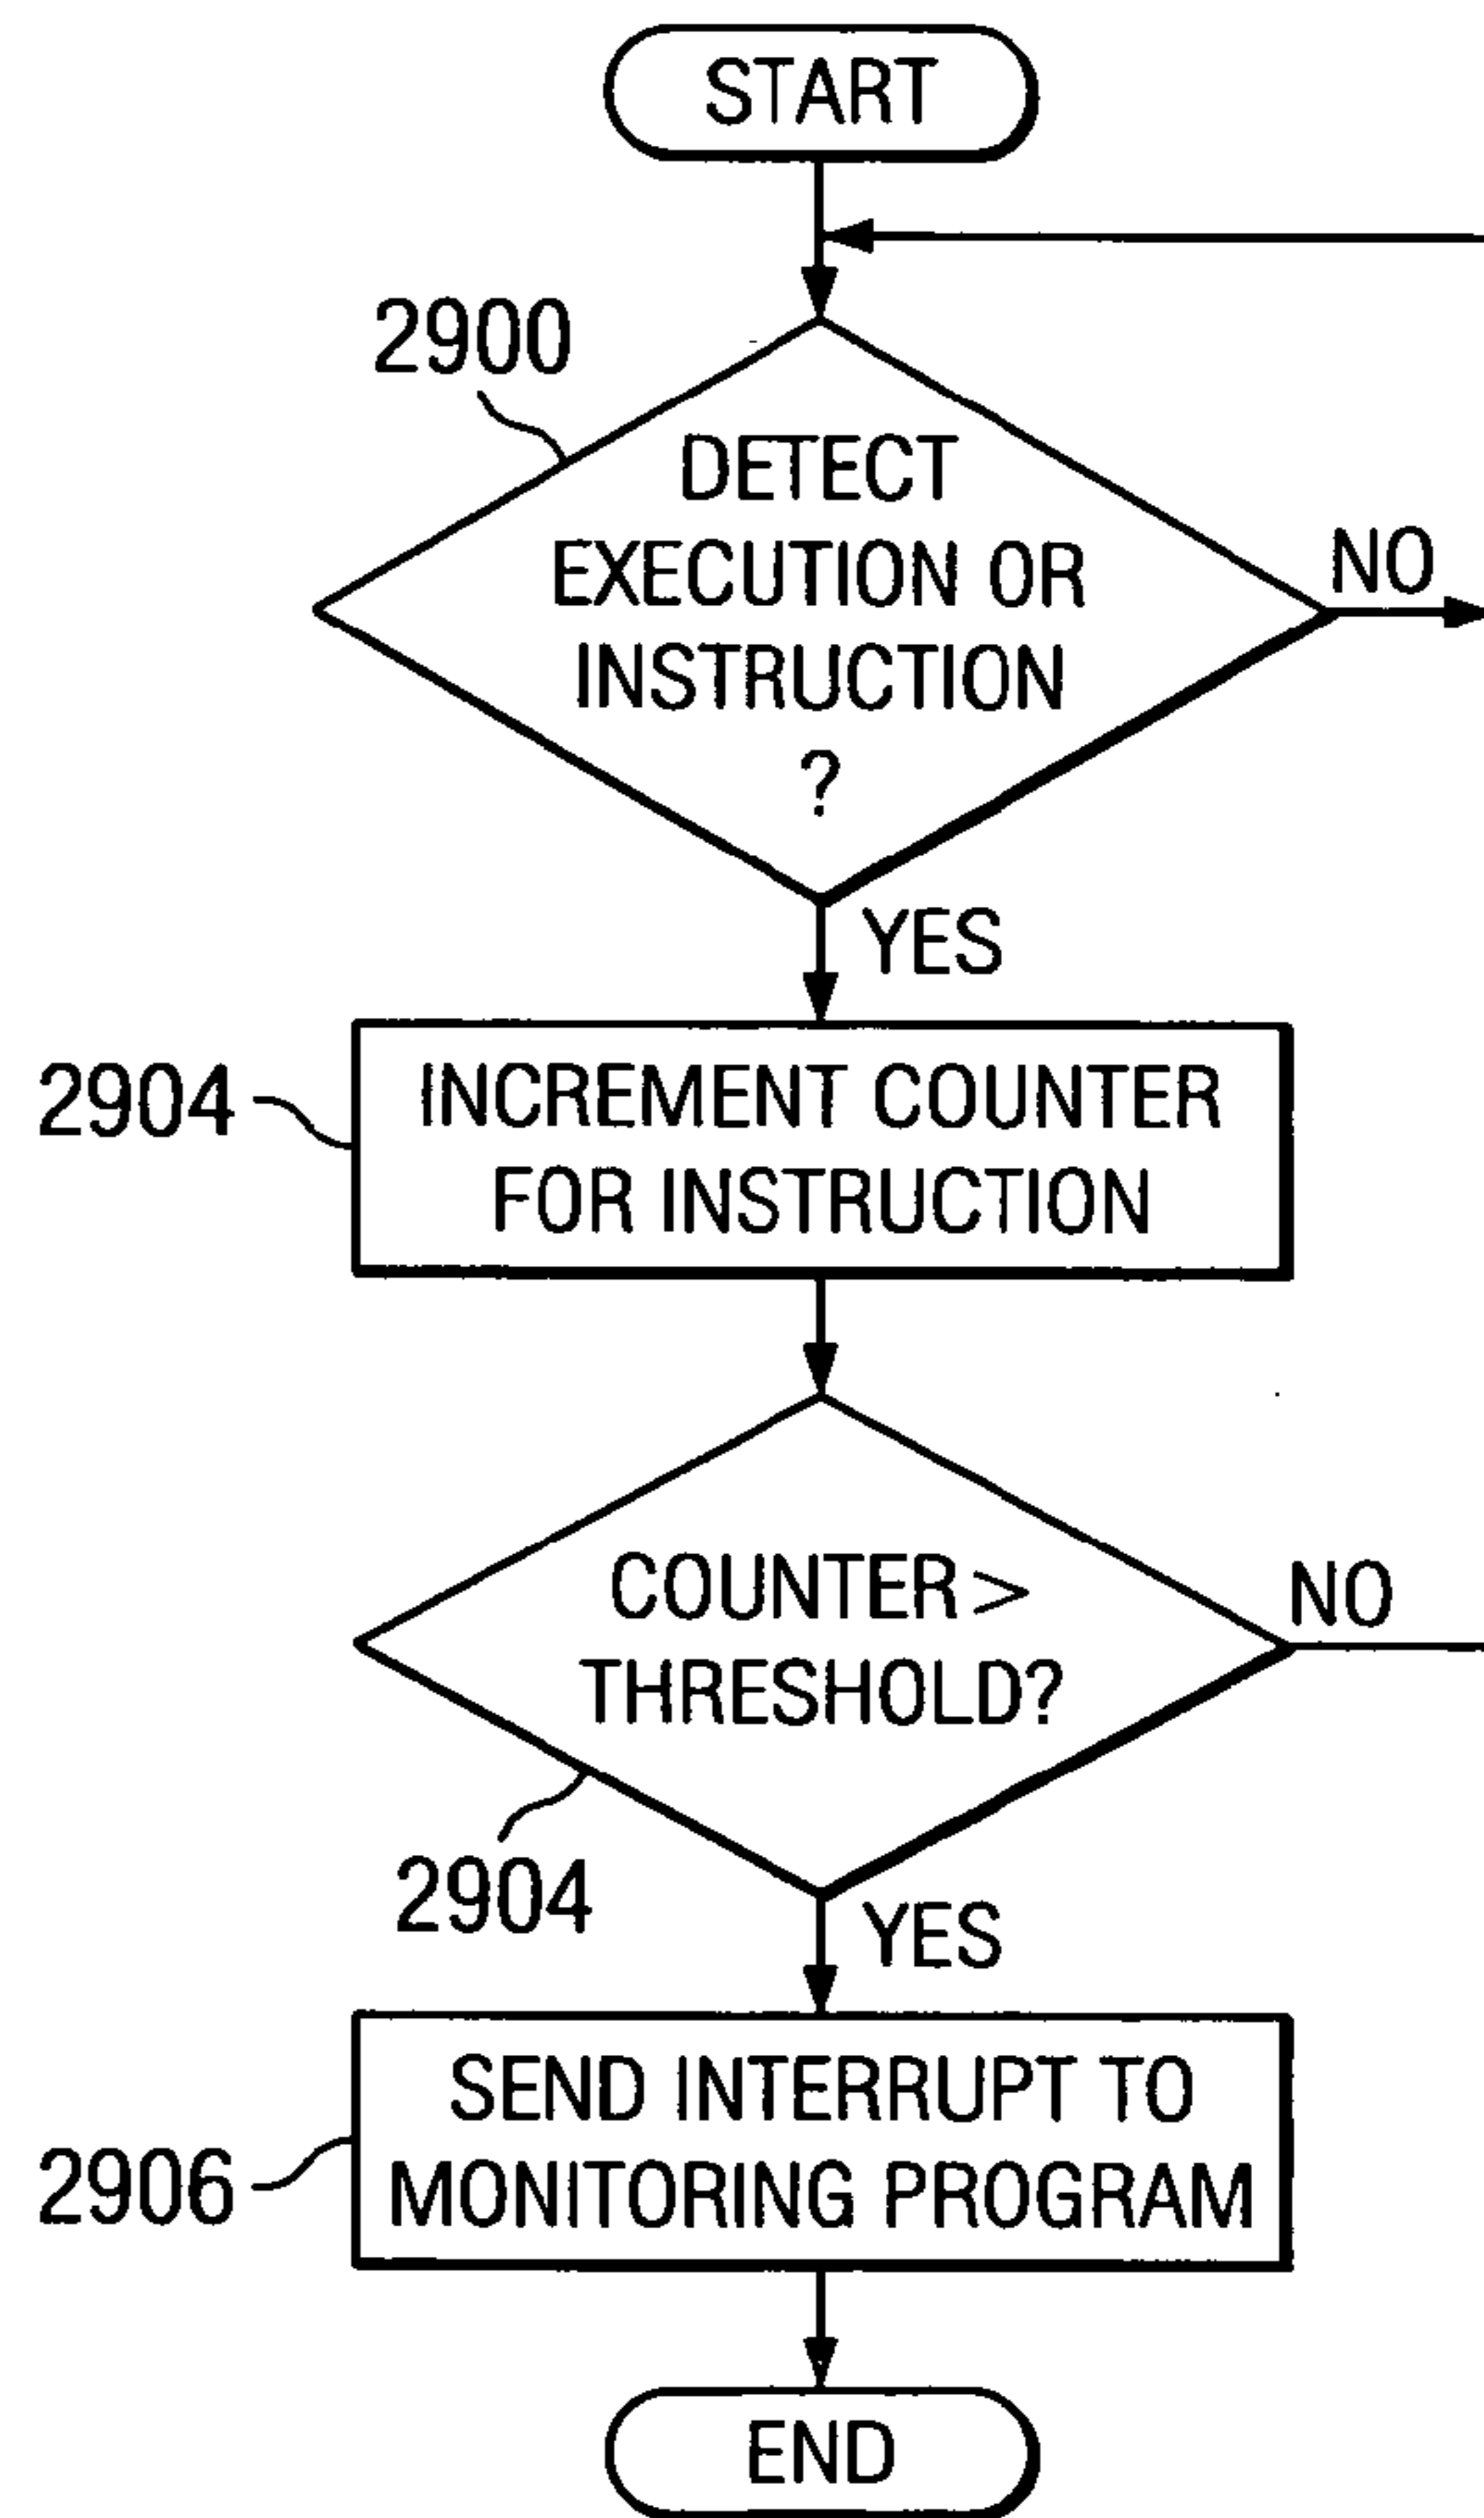 START
2900
DETECT
EXECUTION OR
INSTRUCTION
?
NO
YES
2904
INCREMENT COUNTER
FOR INSTRUCTION
COUNTER >
THRESHOLD?
NO
2904
YES
2906
SEND INTERRUPT TO
MONITORING PROGRAM
END